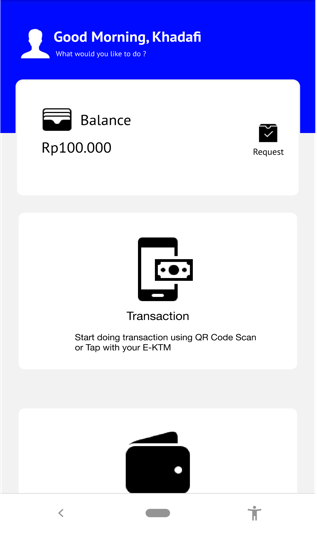 Good Morning, Khadafi
What would you like to do ?
Balance
Rp100.000
Request
Transaction
Start doing transaction using QR Code Scan
or Tap with your E-KTM